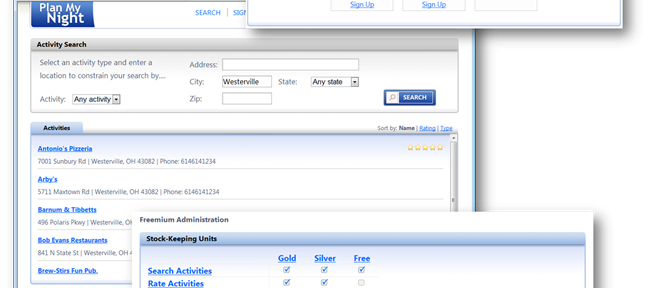 Plan My
Night
SEARCH | SIGN
Sign Up Sign Up
Activity Search
Select an activity type and enter a
location to constrain your search by....
Activity: Any activity
Address:
City: Westerville State: Any state
Zip: SEARCH
Activities Sort by: Name | Rating | Type
Antonio's Pizzeria
7001 Sunbury Rd | Westerville, OH 43082 | Phone: 6146141234
Arby's
5711 Maxtown Rd | Westerville, OH 43082 | Phone: 6146141234
Barnum & Tibbetts
496 Polaris Pkwy | Westerville, OH
Bob Evans Restaurants
841 N State St | Westerville, OH
Brew-Stirs Fun Pub.
Freemium Administration
Stock-Keeping Units
Gold Silver Free
Search Activities
Rate Activities